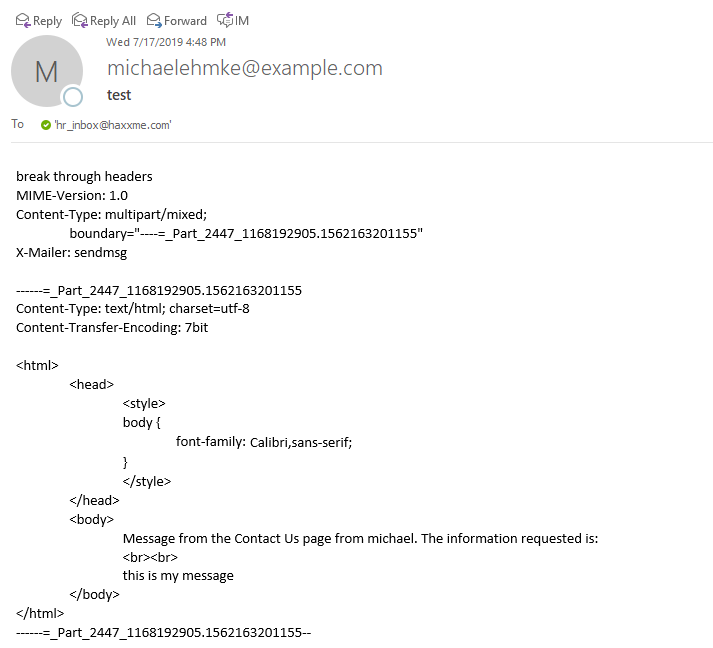 Reply Reply All Forward IM
Wed 7/17/2019 4:48 PM
M
michaelehmke@example.com
test
To 'hr_inbox@haxxme.com'
break through headers
MIME-Version: 1.0
Content-Type: multipart/mixed;
boundary="----=_Part_2447_1168192905.1562163201155"
X-Mailer: sendmsg
------=_Part_2447_1168192905.1562163201155
Content-Type: text/html; charset=utf-8
Content-Transfer-Encoding: 7bit
<html>
<head>
<style>
body {
font-family: Calibri,sans-serif;
}
</style>
</head>
<body>
Message from the Contact Us page from michael. The information requested is:
<br><br>
this is my message
</body>
</html>
------=_Part_2447_1168192905.1562163201155--